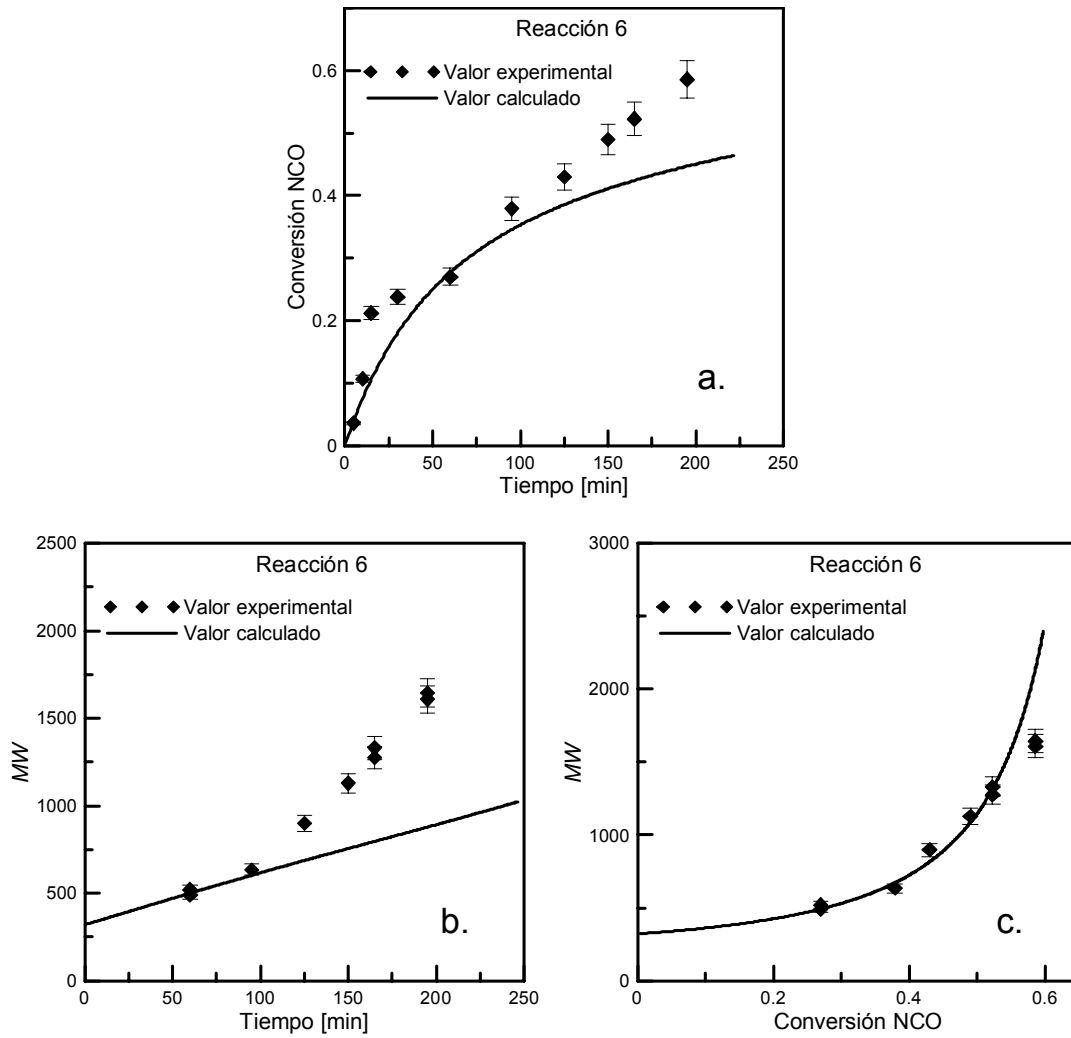 Reacción 6
Valor experimental
Valor calculado
0.6
0.4
0.2
0
Conversión NCO
a.
0 50 100 150 200 250
Tiempo [min]
2500
2000
1500
1000
500
0
MW
Reacción 6
Valor experimental
Valor calculado
b.
0 50 100 150 200 250
Tiempo [min]
3000
2000
1000
0
MW
Reacción 6
Valor experimental
Valor calculado
c.
0 0.2 0.4 0.6
Conversión NCO